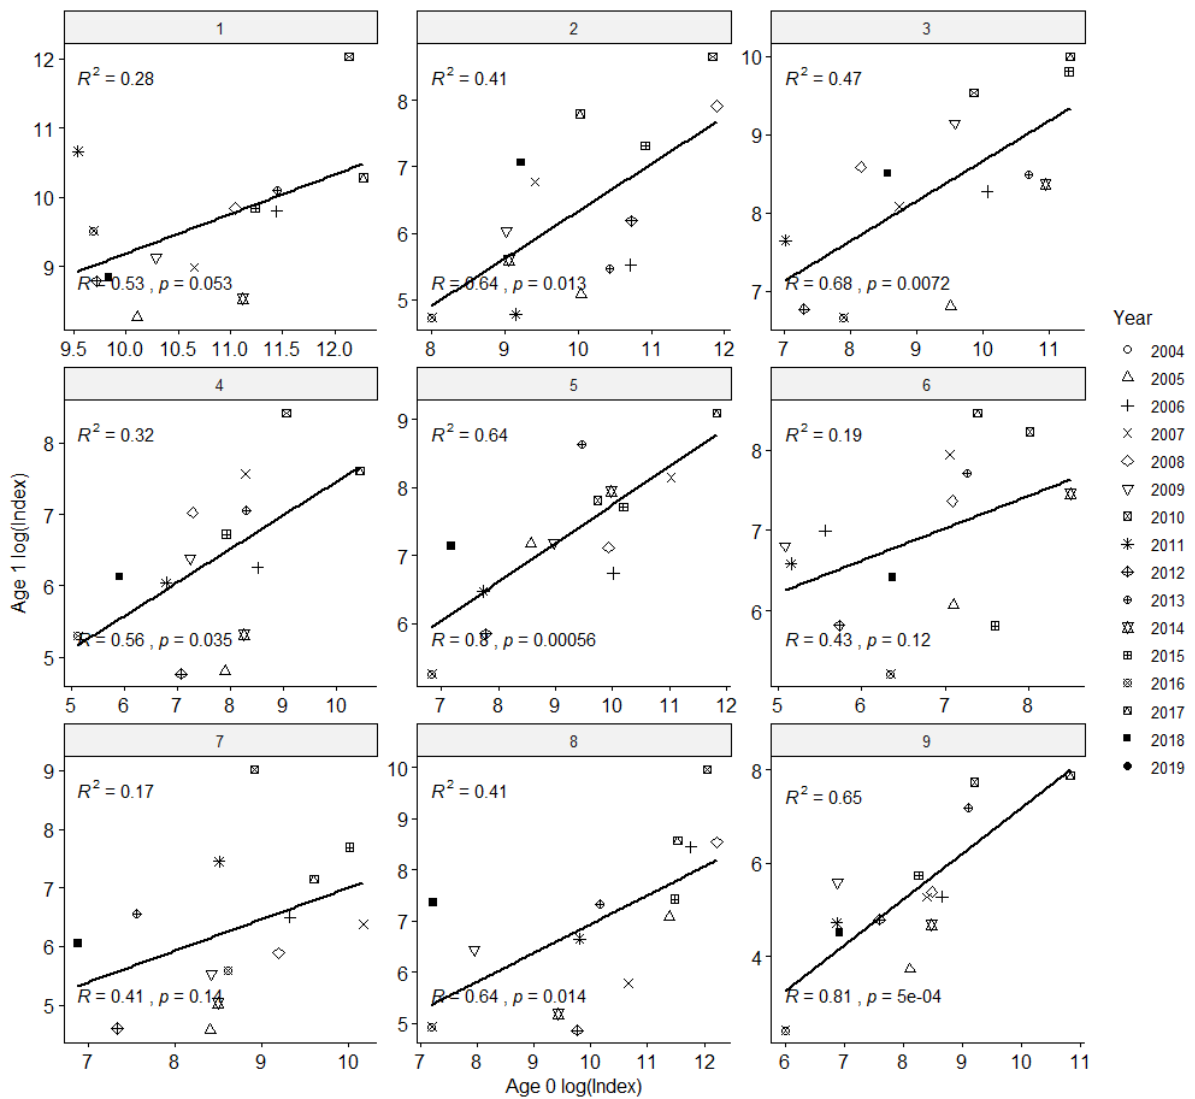 1
R² = 0.28
12
11
10
9
R = 0.53 , p = 0.053
9.5 10.0 10.5 11.0 11.5 12.0
2
R² = 0.41
8
7
6
5
R = 0.64 , p = 0.013
8 9 10 11 12
3
R² = 0.47
10
9
8
7
R = 0.68 , p = 0.0072
7 8 9 10 11
4
R² = 0.32
8
7
6
5
R = 0.56 , p = 0.035
5 6 7 8 9 10
5
R² = 0.64
9
8
7
6
R = 0.8 , p = 0.00056
7 8 9 10 11 12
6
R² = 0.19
8
7
6
R = 0.43 , p = 0.12
5 6 7 8
7
R² = 0.17
9
8
7
6
5
R = 0.41 , p = 0.14
7 8 9 10
8
R² = 0.41
10
9
8
7
6
5
R = 0.64 , p = 0.014
7 8 9 10 11 12
9
R² = 0.65
8
6
4
R = 0.81 , p = 5e-04
6 7 8 9 10 11
Age 1 log(Index)
Age 0 log(Index)
Year
2004
2005
2006
2007
2008
2009
2010
2011
2012
2013
2014
2015
2016
2017
2018
2019